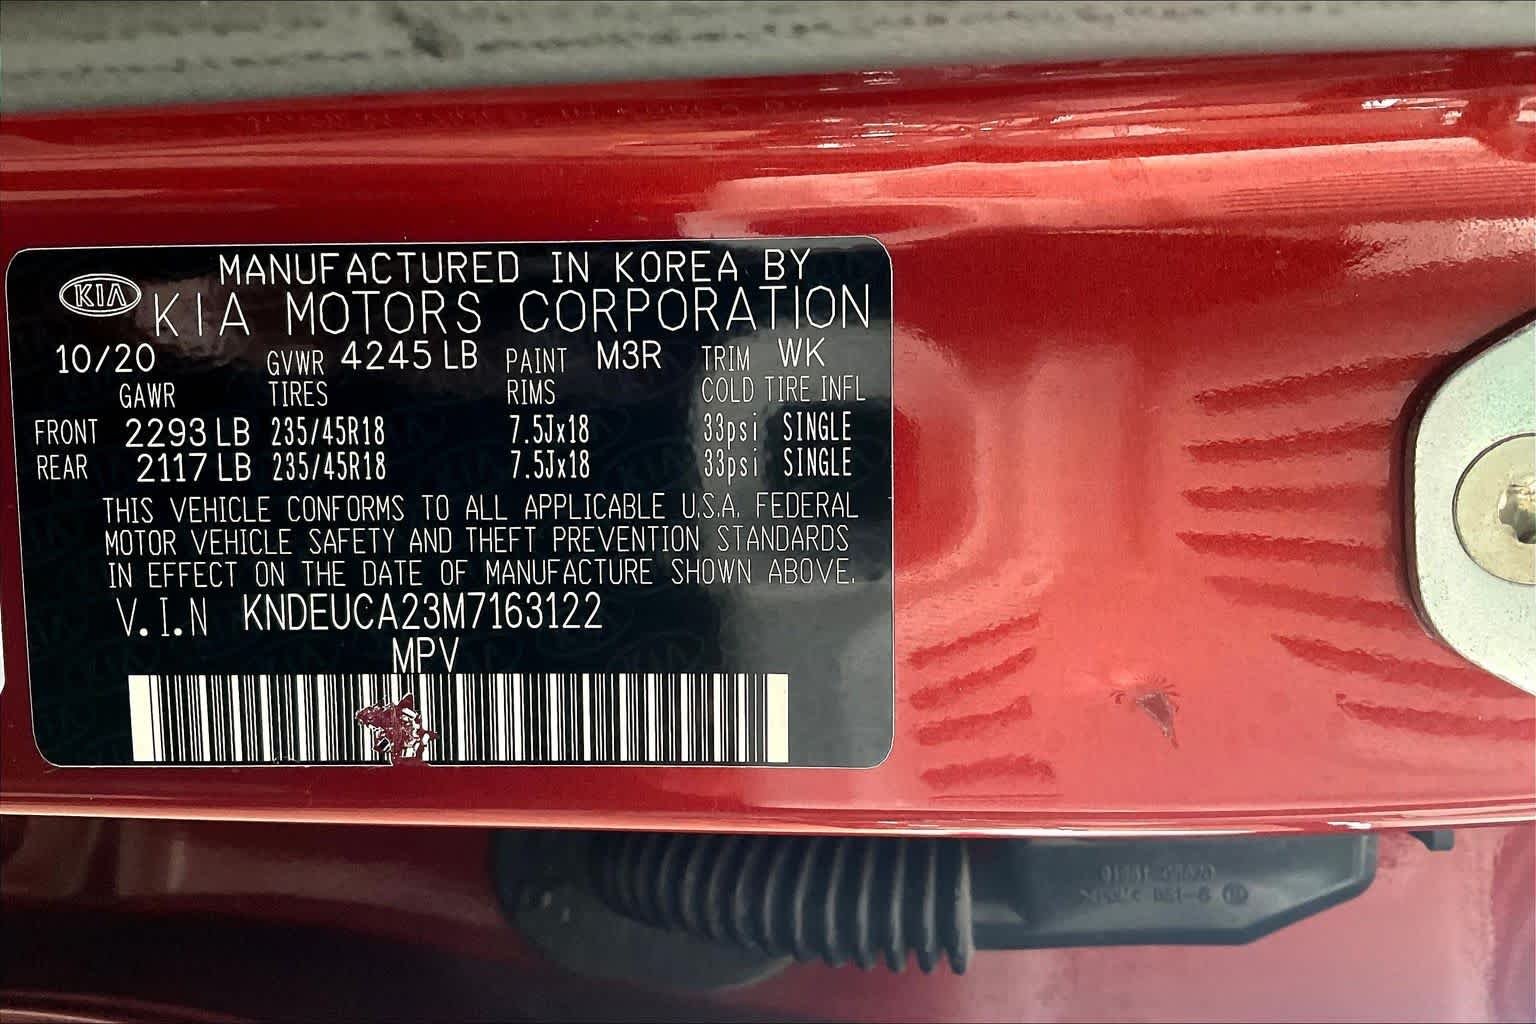 MANUFACTURED IN KOREA BY
KIA KIA MOTORS CORPORATION
10/20 GVWR 4245 LB PAINT M3R TRIM WK
GAWR TIRES RIMS COLD TIRE INFL
FRONT 2293 LB 235/45R18 7.5Jx18 33psi SINGLE
REAR 2117 LB 235/45R18 7.5Jx18 33psi SINGLE
THIS VEHICLE CONFORMS TO ALL APPLICABLE U.S.A. FEDERAL
MOTOR VEHICLE SAFETY AND THEFT PREVENTION STANDARDS
IN EFFECT ON THE DATE OF MANUFACTURE SHOWN ABOVE.
V.I.N KNDEUCA23M7163122
MPV